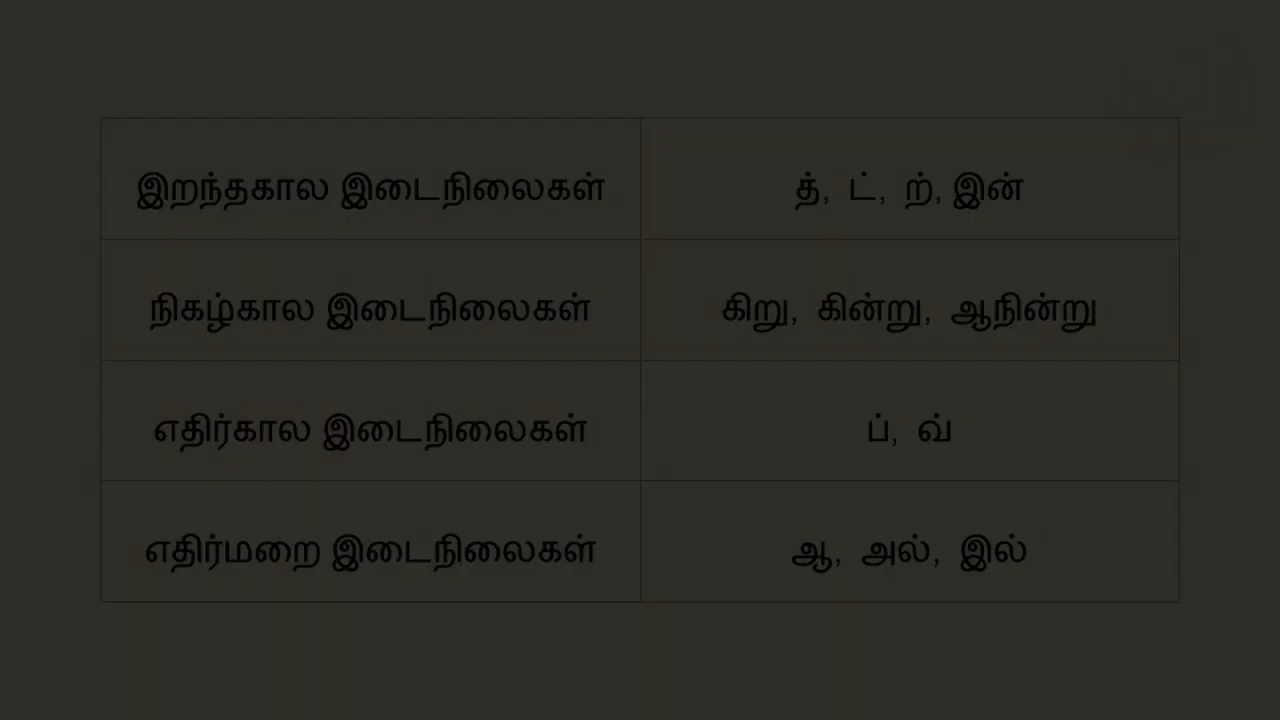 இறந்தகால இடைநிலைகள் த், ட், ற், இன்
நிகழ்கால இடைநிலைகள் கிறு, கின்று, ஆநின்று
எதிர்கால இடைநிலைகள் ப், வ்
எதிர்மறை இடைநிலைகள் ஆ, அல், இல்